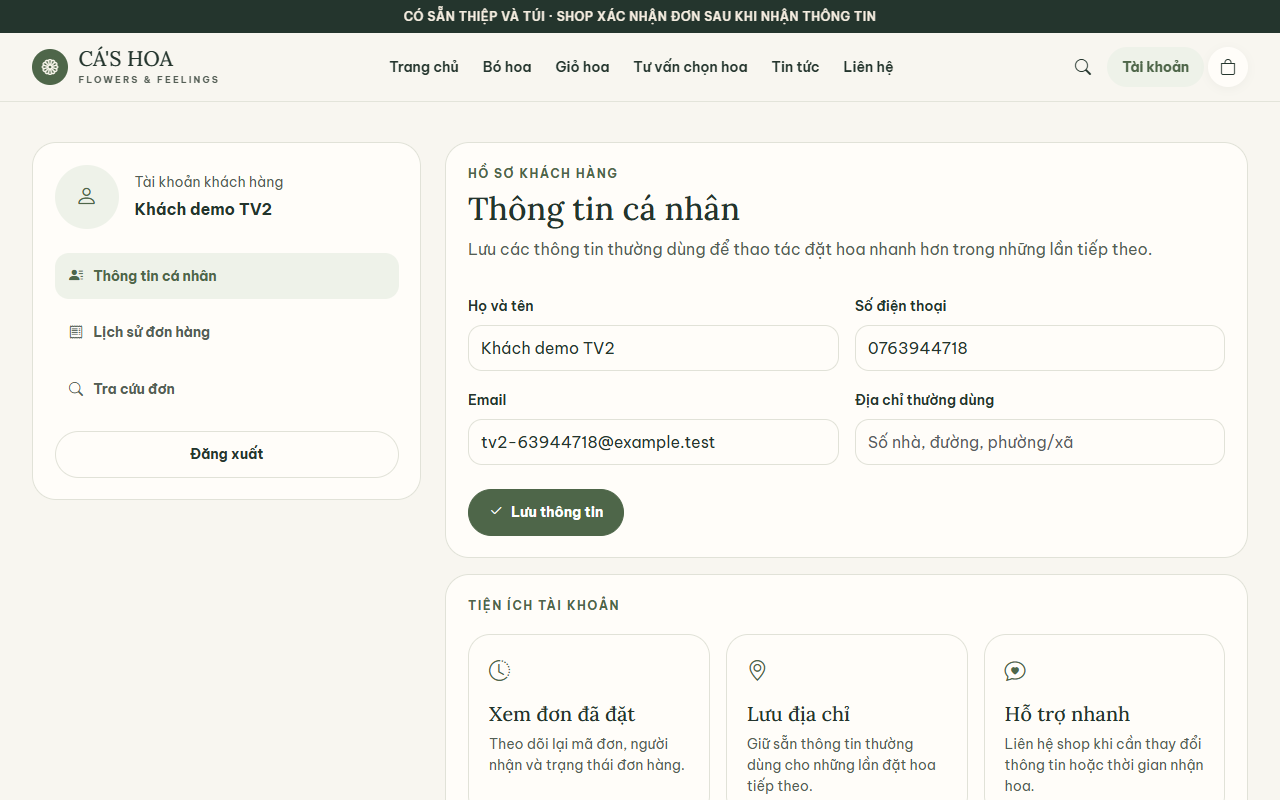 CÓ SẴN THIỆP VÀ TÚI · SHOP XÁC NHẬN ĐƠN SAU KHI NHẬN THÔNG TIN
CÁ'S HOA
FLOWERS & FEELINGS
Trang chủ
Bó hoa
Giỏ hoa
Tư vấn chọn hoa
Tin tức
Liên hệ
Tài khoản
Tài khoản khách hàng
Khách demo TV2
Thông tin cá nhân
Lịch sử đơn hàng
Tra cứu đơn
Đăng xuất
HỒ SƠ KHÁCH HÀNG
Thông tin cá nhân
Lưu các thông tin thường dùng để thao tác đặt hoa nhanh hơn trong những lần tiếp theo.
Họ và tên
Khách demo TV2
Số điện thoại
0763944718
Email
tv2-63944718@example.test
Địa chỉ thường dùng
Số nhà, đường, phường/xã
Lưu thông tin
TIỆN ÍCH TÀI KHOẢN
Xem đơn đã đặt
Theo dõi lại mã đơn, người
nhận và trạng thái đơn hàng.
Lưu địa chỉ
Giữ sẵn thông tin thường
dùng cho những lần đặt hoa
tiếp theo.
Hỗ trợ nhanh
Liên hệ shop khi cần thay đổi
thông tin hoặc thời gian nhận
hoa.